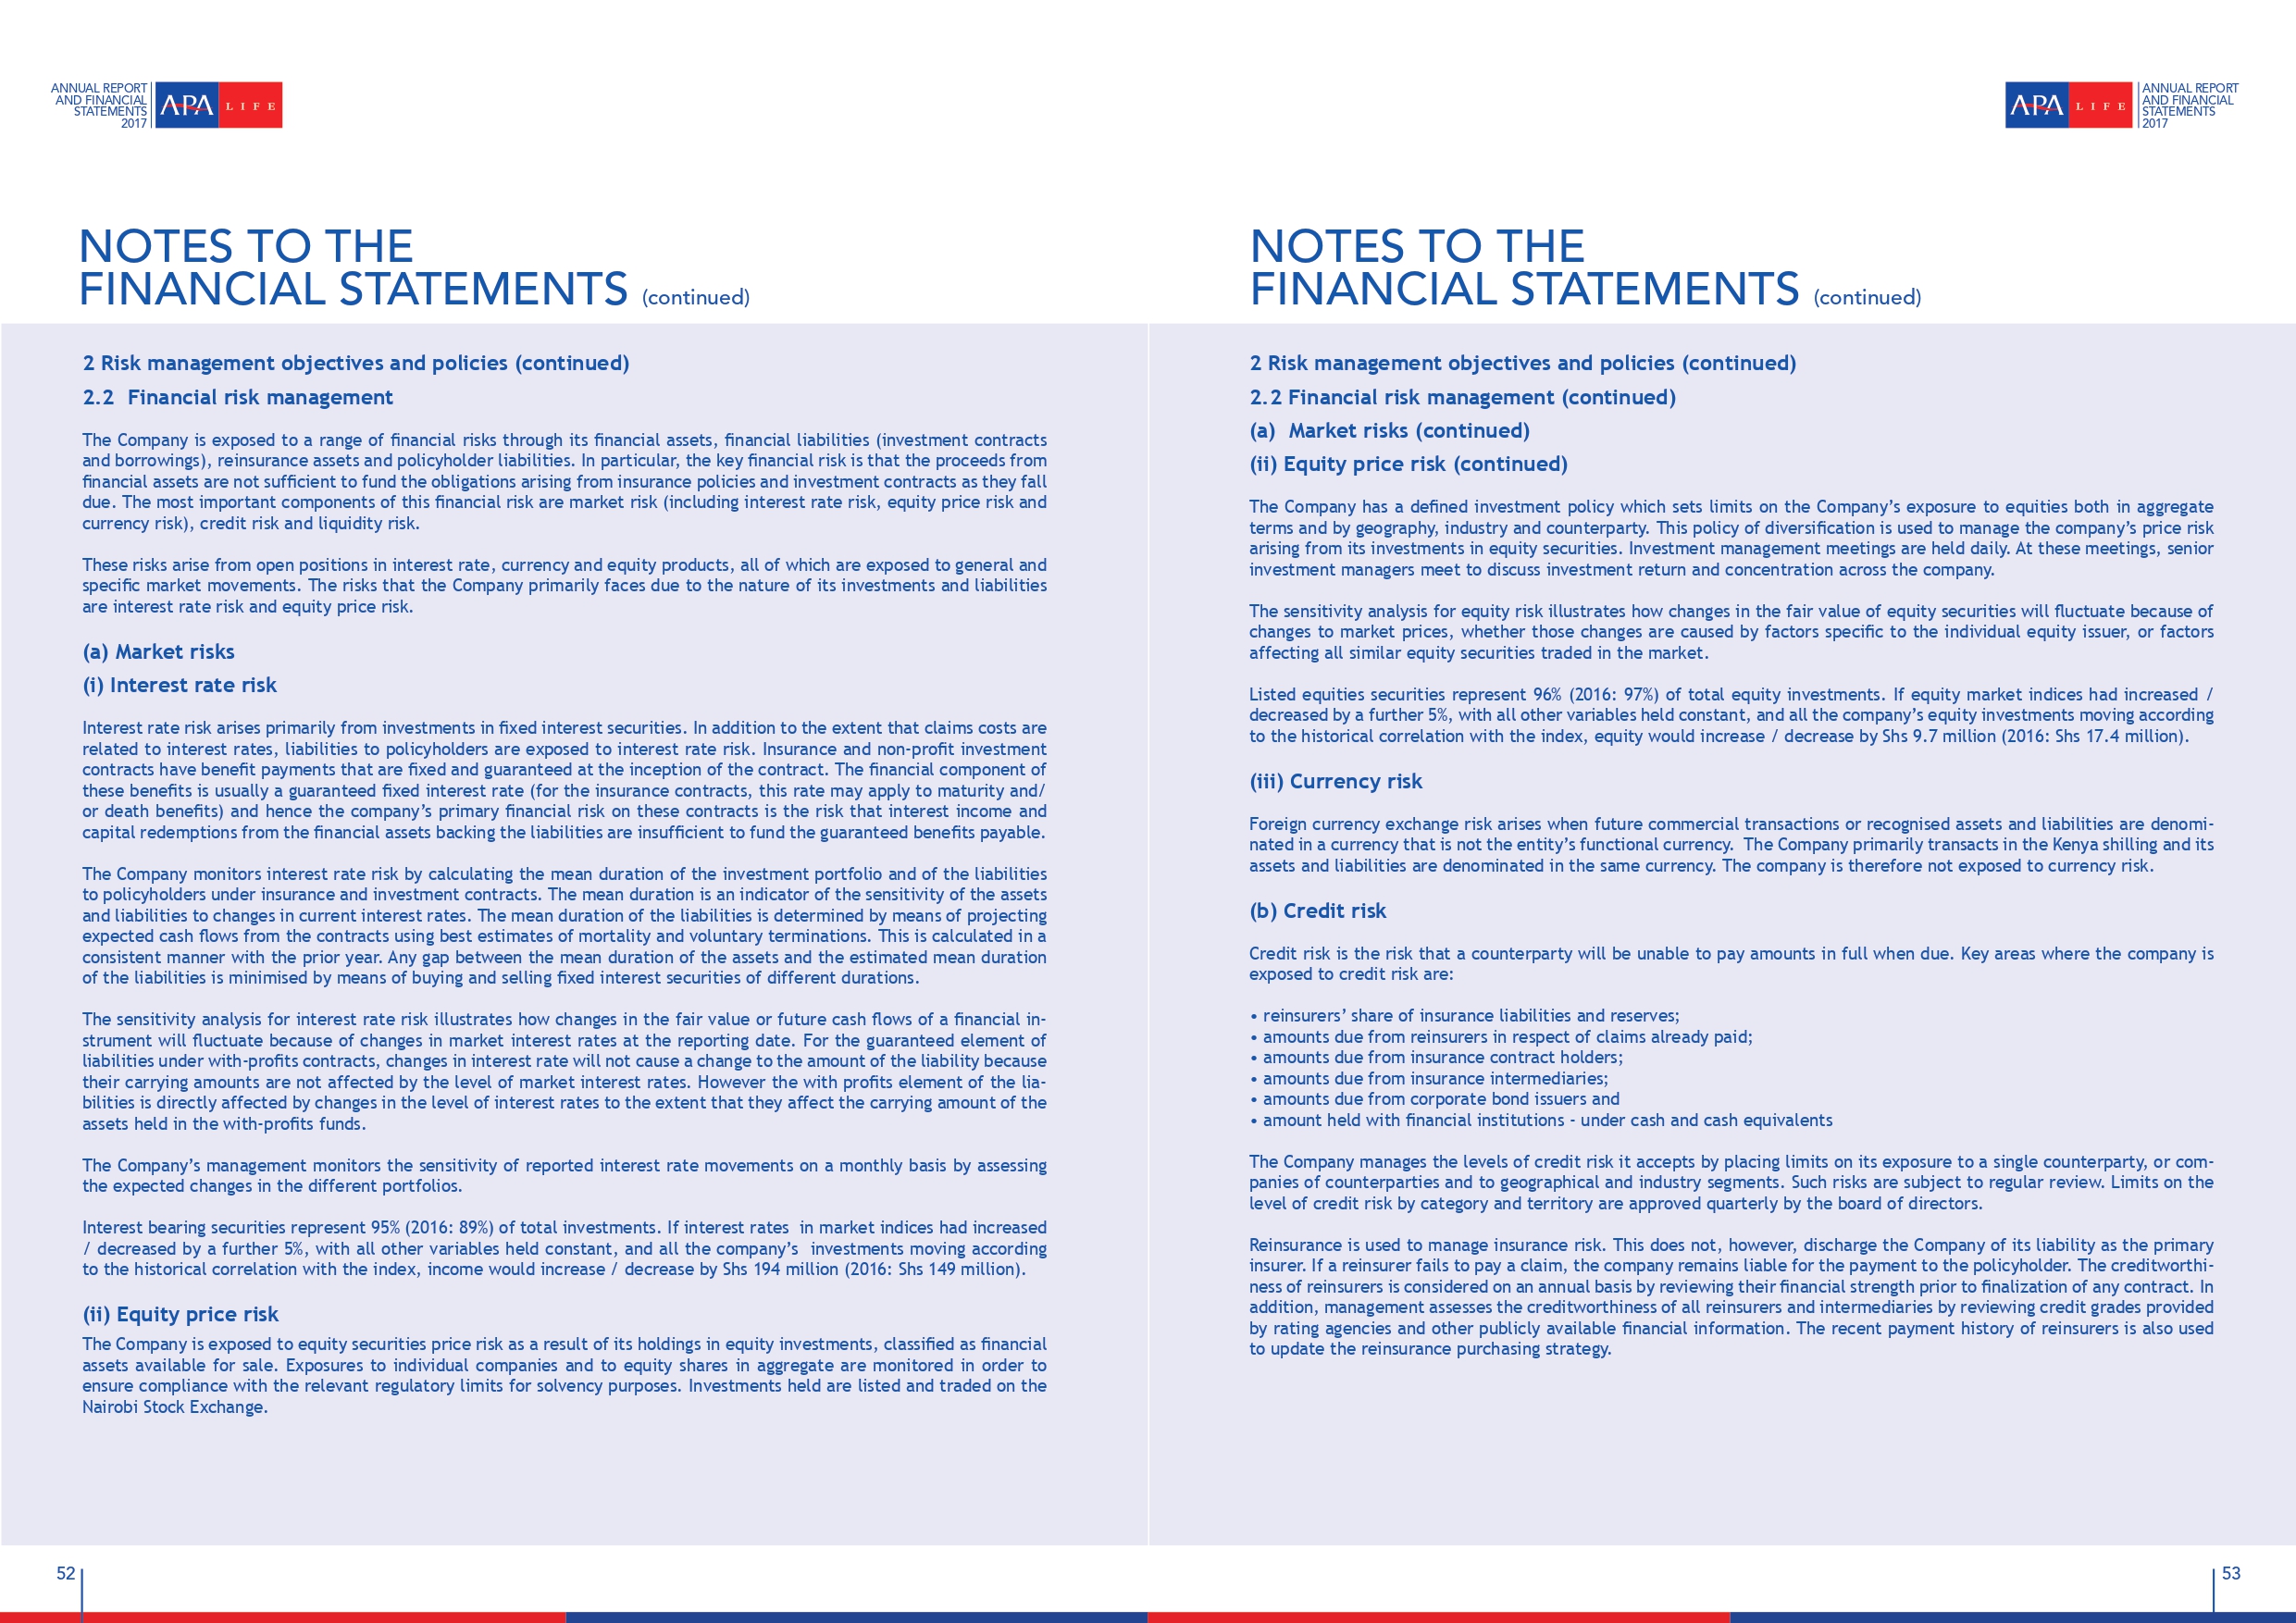 ANNUAL REPORT
AND FINANCIAL
STATEMENTS
2017
APA LIFE
NOTES TO THE
FINANCIAL STATEMENTS (continued)
2 Risk management objectives and policies (continued)
2.2  Financial risk management
The Company is exposed to a range of financial risks through its financial assets, financial liabilities (investment contracts
and borrowings), reinsurance assets and policyholder liabilities. In particular, the key financial risk is that the proceeds from
financial assets are not sufficient to fund the obligations arising from insurance policies and investment contracts as they fall
due. The most important components of this financial risk are market risk (including interest rate risk, equity price risk and
currency risk), credit risk and liquidity risk.
These risks arise from open positions in interest rate, currency and equity products, all of which are exposed to general and
specific market movements. The risks that the Company primarily faces due to the nature of its investments and liabilities
are interest rate risk and equity price risk.
(a) Market risks
(i) Interest rate risk
Interest rate risk arises primarily from investments in fixed interest securities. In addition to the extent that claims costs are
related to interest rates, liabilities to policyholders are exposed to interest rate risk. Insurance and non-profit investment
contracts have benefit payments that are fixed and guaranteed at the inception of the contract. The financial component of
these benefits is usually a guaranteed fixed interest rate (for the insurance contracts, this rate may apply to maturity and/
or death benefits) and hence the company's primary financial risk on these contracts is the risk that interest income and
capital redemptions from the financial assets backing the liabilities are insufficient to fund the guaranteed benefits payable.
The Company monitors interest rate risk by calculating the mean duration of the investment portfolio and of the liabilities
to policyholders under insurance and investment contracts. The mean duration is an indicator of the sensitivity of the assets
and liabilities to changes in current interest rates. The mean duration of the liabilities is determined by means of projecting
expected cash flows from the contracts using best estimates of mortality and voluntary terminations. This is calculated in a
consistent manner with the prior year. Any gap between the mean duration of the assets and the estimated mean duration
of the liabilities is minimised by means of buying and selling fixed interest securities of different durations.
The sensitivity analysis for interest rate risk illustrates how changes in the fair value or future cash flows of a financial in-
strument will fluctuate because of changes in market interest rates at the reporting date. For the guaranteed element of
liabilities under with-profits contracts, changes in interest rate will not cause a change to the amount of the liability because
their carrying amounts are not affected by the level of market interest rates. However the with profits element of the lia-
bilities is directly affected by changes in the level of interest rates to the extent that they affect the carrying amount of the
assets held in the with-profits funds.
The Company's management monitors the sensitivity of reported interest rate movements on a monthly basis by assessing
the expected changes in the different portfolios.
Interest bearing securities represent 95% (2016: 89%) of total investments. If interest rates  in market indices had increased
/ decreased by a further 5%, with all other variables held constant, and all the company's  investments moving according
to the historical correlation with the index, income would increase / decrease by Shs 194 million (2016: Shs 149 million).
(ii) Equity price risk
The Company is exposed to equity securities price risk as a result of its holdings in equity investments, classified as financial
assets available for sale. Exposures to individual companies and to equity shares in aggregate are monitored in order to
ensure compliance with the relevant regulatory limits for solvency purposes. Investments held are listed and traded on the
Nairobi Stock Exchange.
52
APA LIFE
ANNUAL REPORT
AND FINANCIAL
STATEMENTS
2017
NOTES TO THE
FINANCIAL STATEMENTS (continued)
2 Risk management objectives and policies (continued)
2.2 Financial risk management (continued)
(a)  Market risks (continued)
(ii) Equity price risk (continued)
The Company has a defined investment policy which sets limits on the Company's exposure to equities both in aggregate
terms and by geography, industry and counterparty. This policy of diversification is used to manage the company's price risk
arising from its investments in equity securities. Investment management meetings are held daily. At these meetings, senior
investment managers meet to discuss investment return and concentration across the company.
The sensitivity analysis for equity risk illustrates how changes in the fair value of equity securities will fluctuate because of
changes to market prices, whether those changes are caused by factors specific to the individual equity issuer, or factors
affecting all similar equity securities traded in the market.
Listed equities securities represent 96% (2016: 97%) of total equity investments. If equity market indices had increased /
decreased by a further 5%, with all other variables held constant, and all the company's equity investments moving according
to the historical correlation with the index, equity would increase / decrease by Shs 9.7 million (2016: Shs 17.4 million).
(iii) Currency risk
Foreign currency exchange risk arises when future commercial transactions or recognised assets and liabilities are denomi-
nated in a currency that is not the entity's functional currency.  The Company primarily transacts in the Kenya shilling and its
assets and liabilities are denominated in the same currency. The company is therefore not exposed to currency risk.
(b) Credit risk
Credit risk is the risk that a counterparty will be unable to pay amounts in full when due. Key areas where the company is
exposed to credit risk are:
• reinsurers' share of insurance liabilities and reserves;
• amounts due from reinsurers in respect of claims already paid;
• amounts due from insurance contract holders;
• amounts due from insurance intermediaries;
• amounts due from corporate bond issuers and
• amount held with financial institutions - under cash and cash equivalents
The Company manages the levels of credit risk it accepts by placing limits on its exposure to a single counterparty, or com-
panies of counterparties and to geographical and industry segments. Such risks are subject to regular review. Limits on the
level of credit risk by category and territory are approved quarterly by the board of directors.
Reinsurance is used to manage insurance risk. This does not, however, discharge the Company of its liability as the primary
insurer. If a reinsurer fails to pay a claim, the company remains liable for the payment to the policyholder. The creditworthi-
ness of reinsurers is considered on an annual basis by reviewing their financial strength prior to finalization of any contract. In
addition, management assesses the creditworthiness of all reinsurers and intermediaries by reviewing credit grades provided
by rating agencies and other publicly available financial information. The recent payment history of reinsurers is also used
to update the reinsurance purchasing strategy.
53